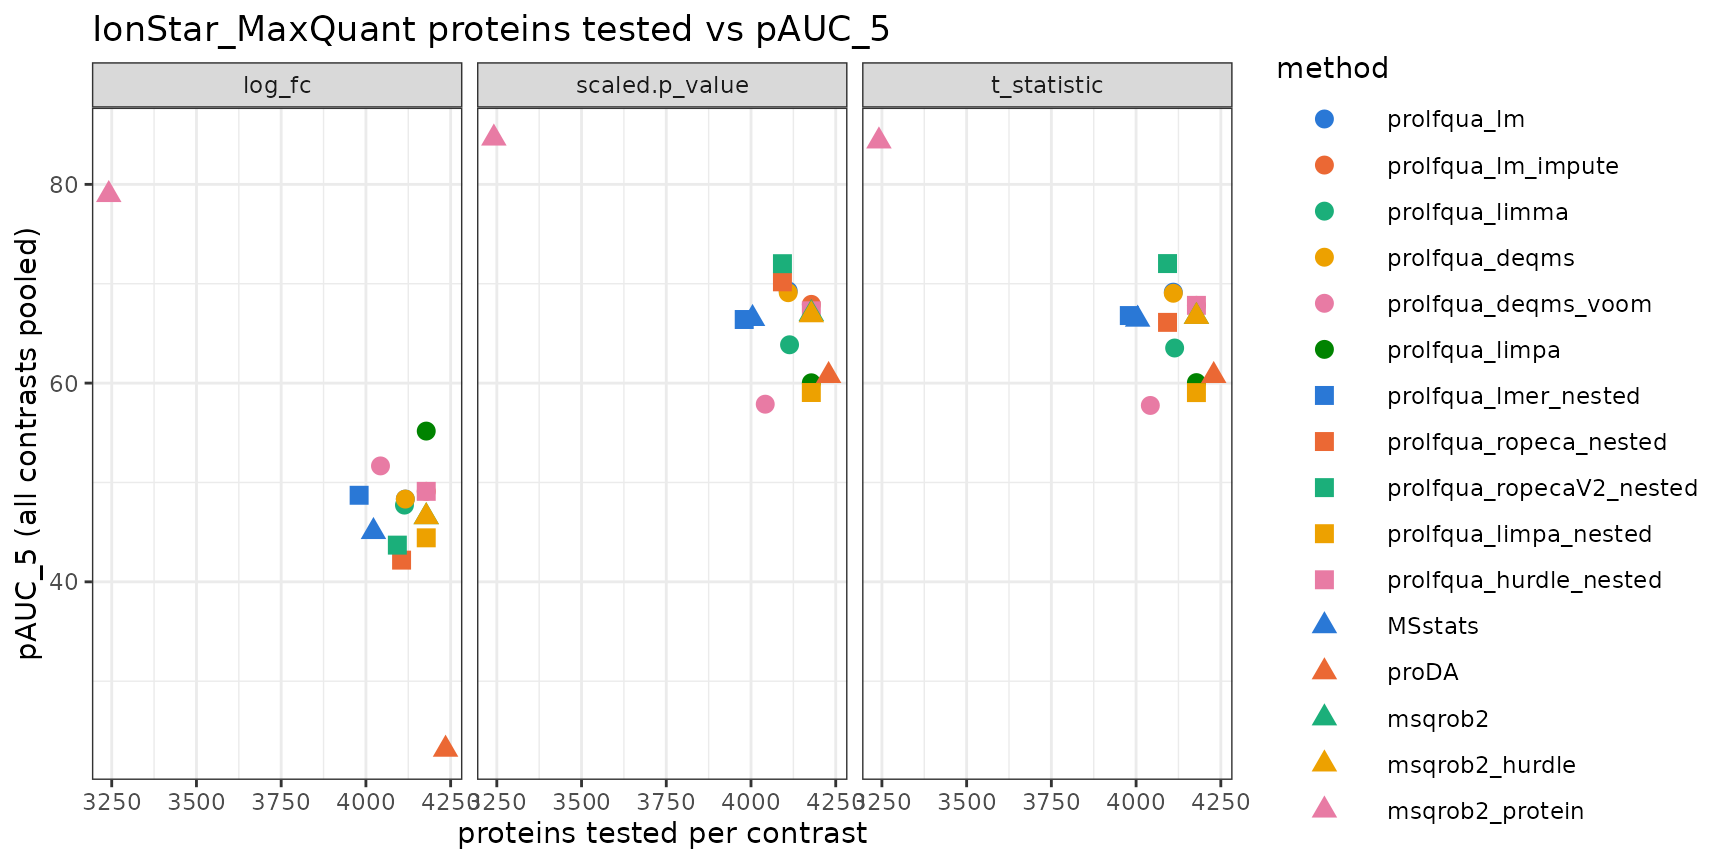 IonStar_MaxQuant proteins tested vs pAUC_5
log_fc
scaled.p_value
t_statistic
pAUC_5 (all contrasts pooled)
80
60
40
3250 3500 3750 4000 4250
3250 3500 3750 4000 4250
3250 3500 3750 4000 4250
proteins tested per contrast
method
prolfqua_lm
prolfqua_lm_impute
prolfqua_limma
prolfqua_deqms
prolfqua_deqms_voom
prolfqua_limpa
prolfqua_lmer_nested
prolfqua_ropeca_nested
prolfqua_ropecaV2_nested
prolfqua_limpa_nested
prolfqua_hurdle_nested
MSstats
proDA
msqrob2
msqrob2_hurdle
msqrob2_protein